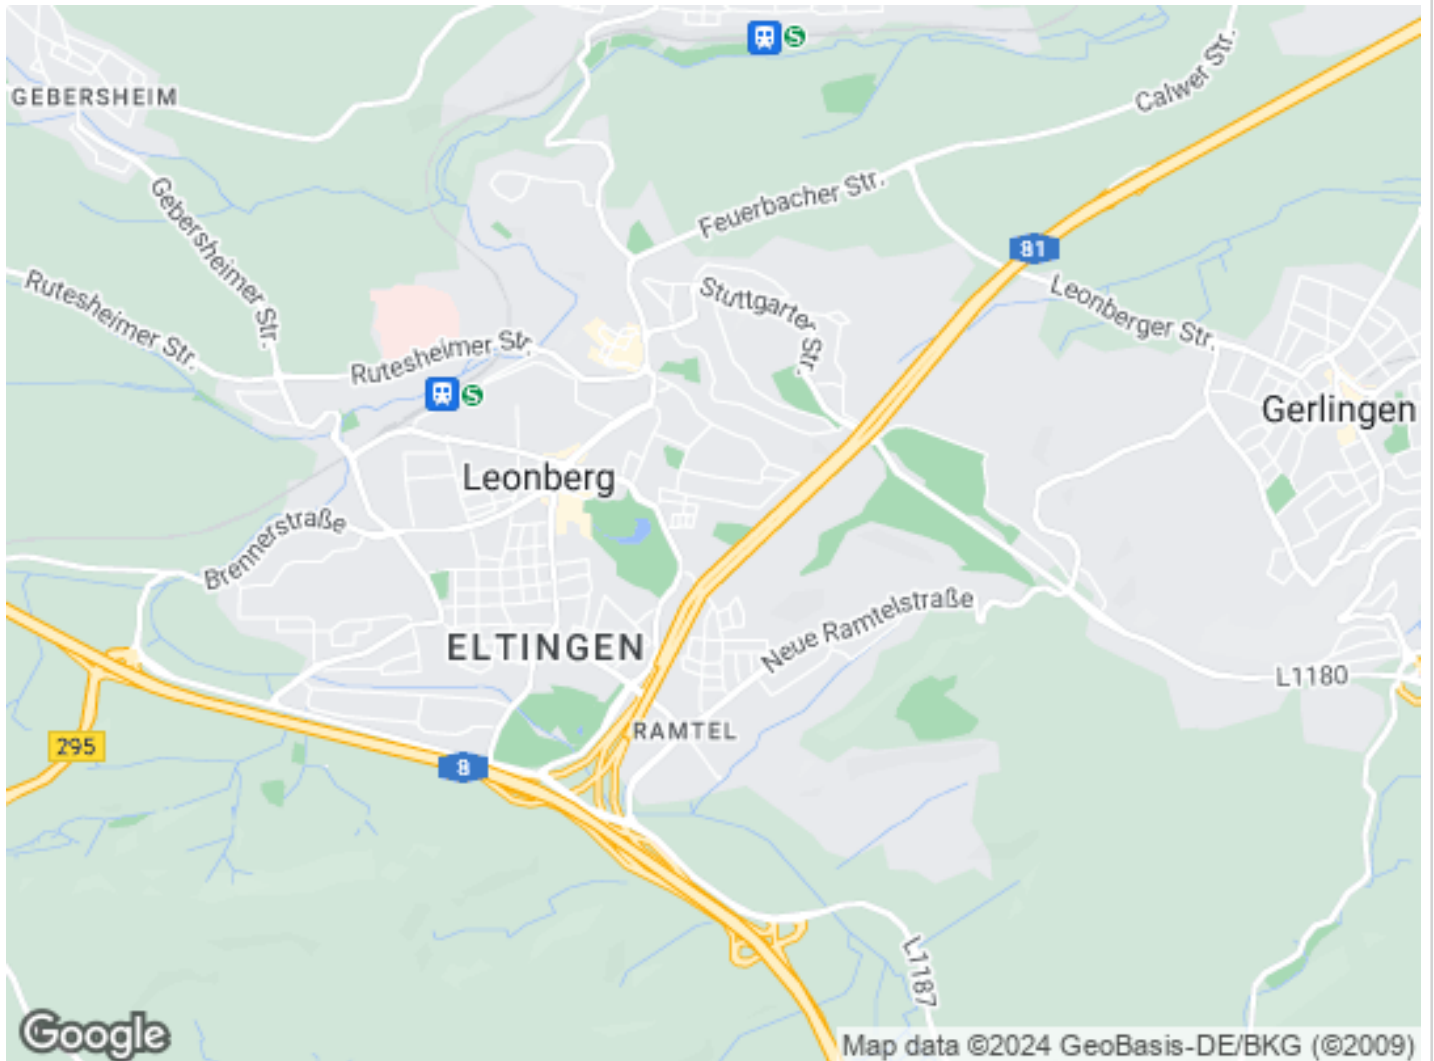 S
Calwer Str.
GEBERSHEIM
Gebersheimer Str.
Feuerbacher Str.
81
Rutesheimer Str.
Stuttgarter Str.
Leonberger Str.
Rutesheimer Str.
S
Gerlingen
Leonberg
Brennerstraße
Neue Ramtelstraße
ELTINGEN
L1180
RAMTEL
295
8
L1187
Google
Map data ©2024 GeoBasis-DE/BKG (©2009)